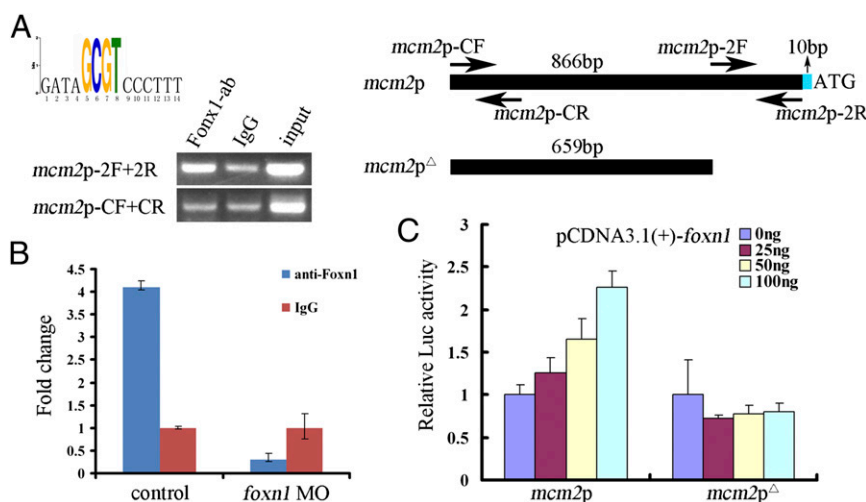 A
GATAGCGTCCCTTT
1 2 3 4 5 6 7 8 9 10 11 12 13 14
Fonx1-ab
IgG
input
mcm2p-2F+2R
mcm2p-CF+CR
mcm2p-CF
866bp
mcm2p-2F
10bp
mcm2p
ATG
mcm2p-CR
mcm2p-2R
659bp
mcm2p△
B
Fold change
4.5
4
3.5
3
2.5
2
1.5
1
0.5
0
anti-Foxn1
IgG
control
foxn1 MO
C
Relative Luc activity
3
2.5
2
1.5
1
0.5
0
pCDNA3.1(+)-foxn1
0ng
25ng
50ng
100ng
mcm2p
mcm2p△